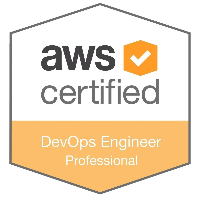 aws
certified
DevOps Engineer
Professional